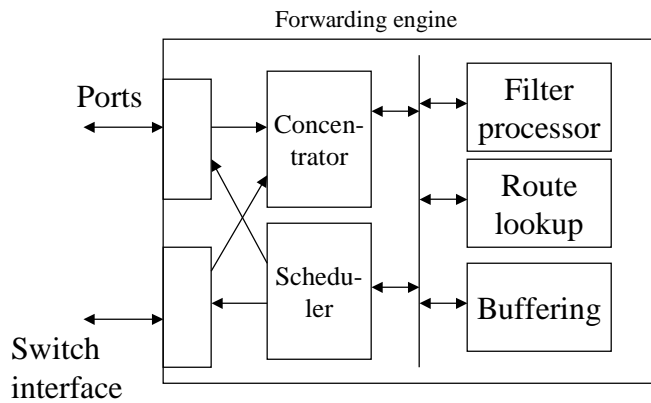 Forwarding engine
Ports
Concen-
trator
Filter
processor
Route
lookup
Schedu-
ler
Buffering
Switch
interface